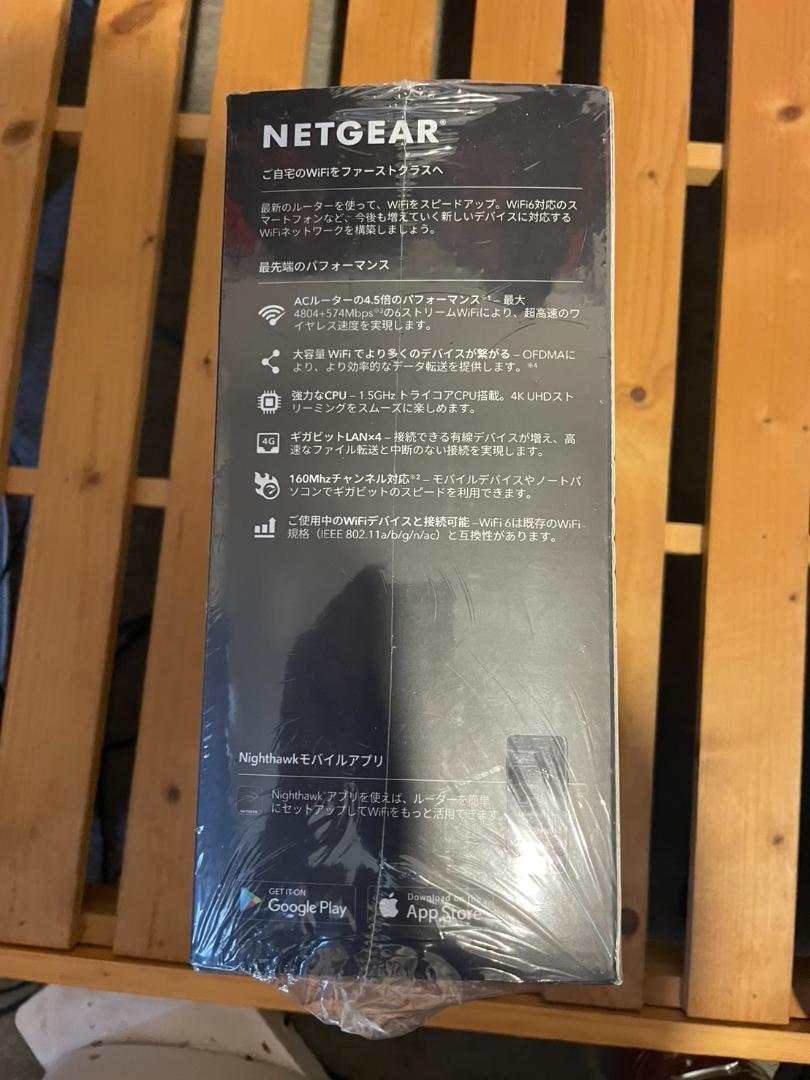 NETGEAR®
ご自宅のWiFiをファーストクラスへ
最新のルーターを使って、WiFiをスピードアップ。WiFi6対応のス
マートフォンなど、今後も増えていく新しいデバイスに対応する
WiFiネットワークを構築しましょう。
最先端のパフォーマンス
ACルーターの4.5倍のパフォーマンス※1 – 最大
4804+574Mbps※3の6ストリームWiFiにより、超高速のワ
イヤレス速度を実現します。
大容量 WiFi でより多くのデバイスが繋がる – OFDMAに
より、より効率的なデータ転送を提供します。※4
強力なCPU – 1.5GHz トライコアCPU搭載。4K UHDスト
リーミングをスムーズに楽しめます。
4G
ギガビットLAN×4 – 接続できる有線デバイスが増え、高
速なファイル転送と中断のない接続を実現します。
160Mhzチャンネル対応※2 – モバイルデバイスやノートパ
ソコンでギガビットのスピードを利用できます。
ご使用中のWiFiデバイスと接続可能 –WiFi 6は既存のWiFi
規格（IEEE 802.11a/b/g/n/ac）と互換性があります。
Nighthawkモバイルアプリ
Nighthawk アプリを使えば、ルーターを簡単
にセットアップしてWiFiをもっと活用できます。
GET IT ON
Google Play
Download on the
App Store